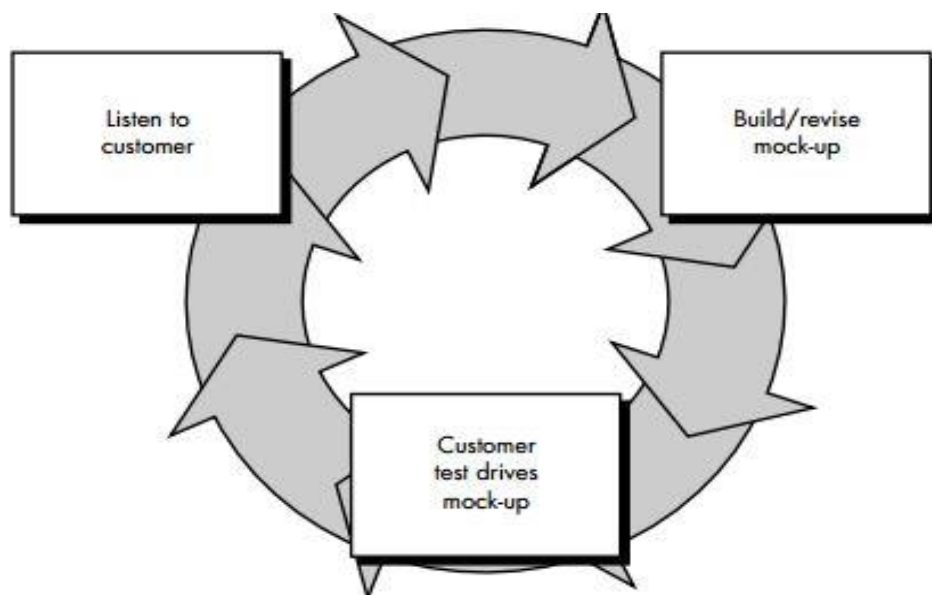 Listen to
customer
Build/revise
mock-up
Customer
test drives
mock-up